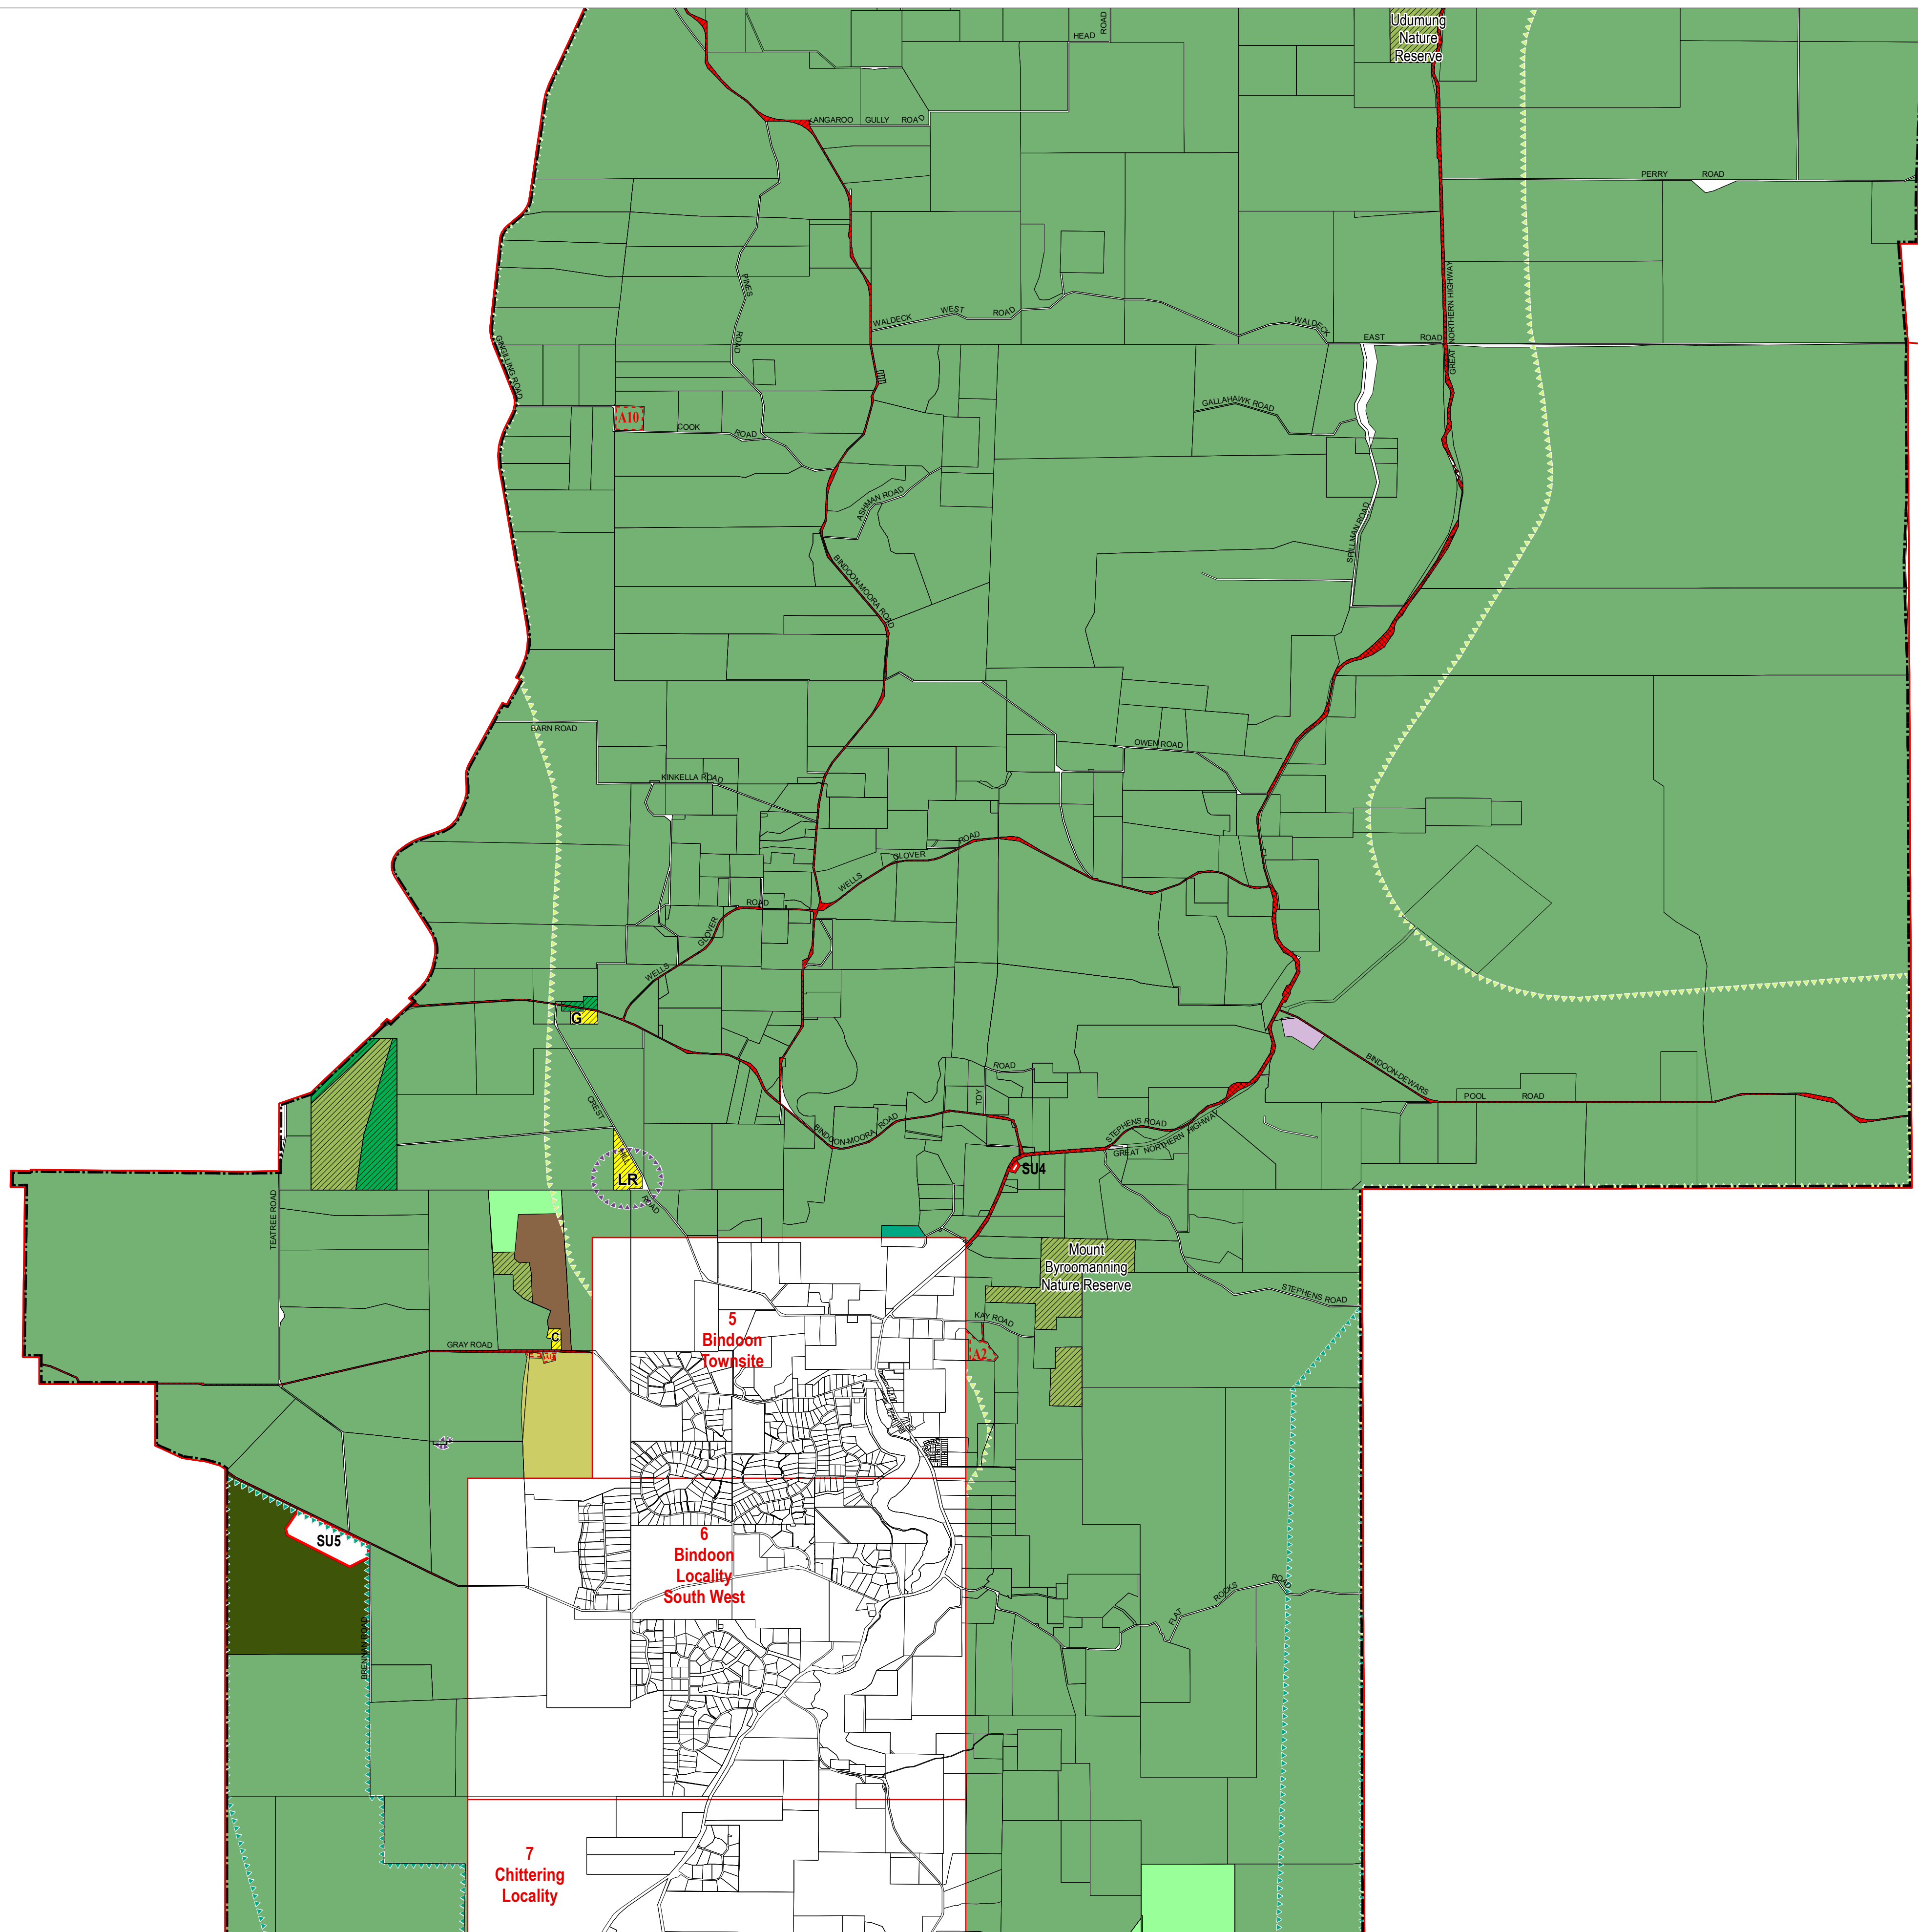 Udumung
Nature
Reserve
HEAD
ROAD
KANGAROO GULLY ROAD
PERRY ROAD
PINES
ROAD
GREAT NORTHERN HIGHWAY
WALDECK WEST ROAD
WALDECK
EAST ROAD
GINGILLING ROAD
A10
COOK ROAD
GALLAHAWK ROAD
ASHMAN ROAD
SPILLMAN ROAD
BINDOON-MOORA ROAD
BARN ROAD
OWEN ROAD
KINKELLA ROAD
WELLS GLOVER ROAD
WELLS GLOVER ROAD
G
CREST
HILL
ROAD
LR
BINDOON-MOORA ROAD
TOY
ROAD
STEPHENS ROAD
GREAT NORTHERN HIGHWAY
BINDOON-DEWARS
POOL ROAD
SU4
TEATREE ROAD
Mount
Byroomanning
Nature Reserve
STEPHENS ROAD
KAY ROAD
A2
GRAY ROAD
C
5
Bindoon
Townsite
SU5
BRENNAN ROAD
6
Bindoon
Locality
South West
FLAT ROCKS ROAD
7
Chittering
Locality